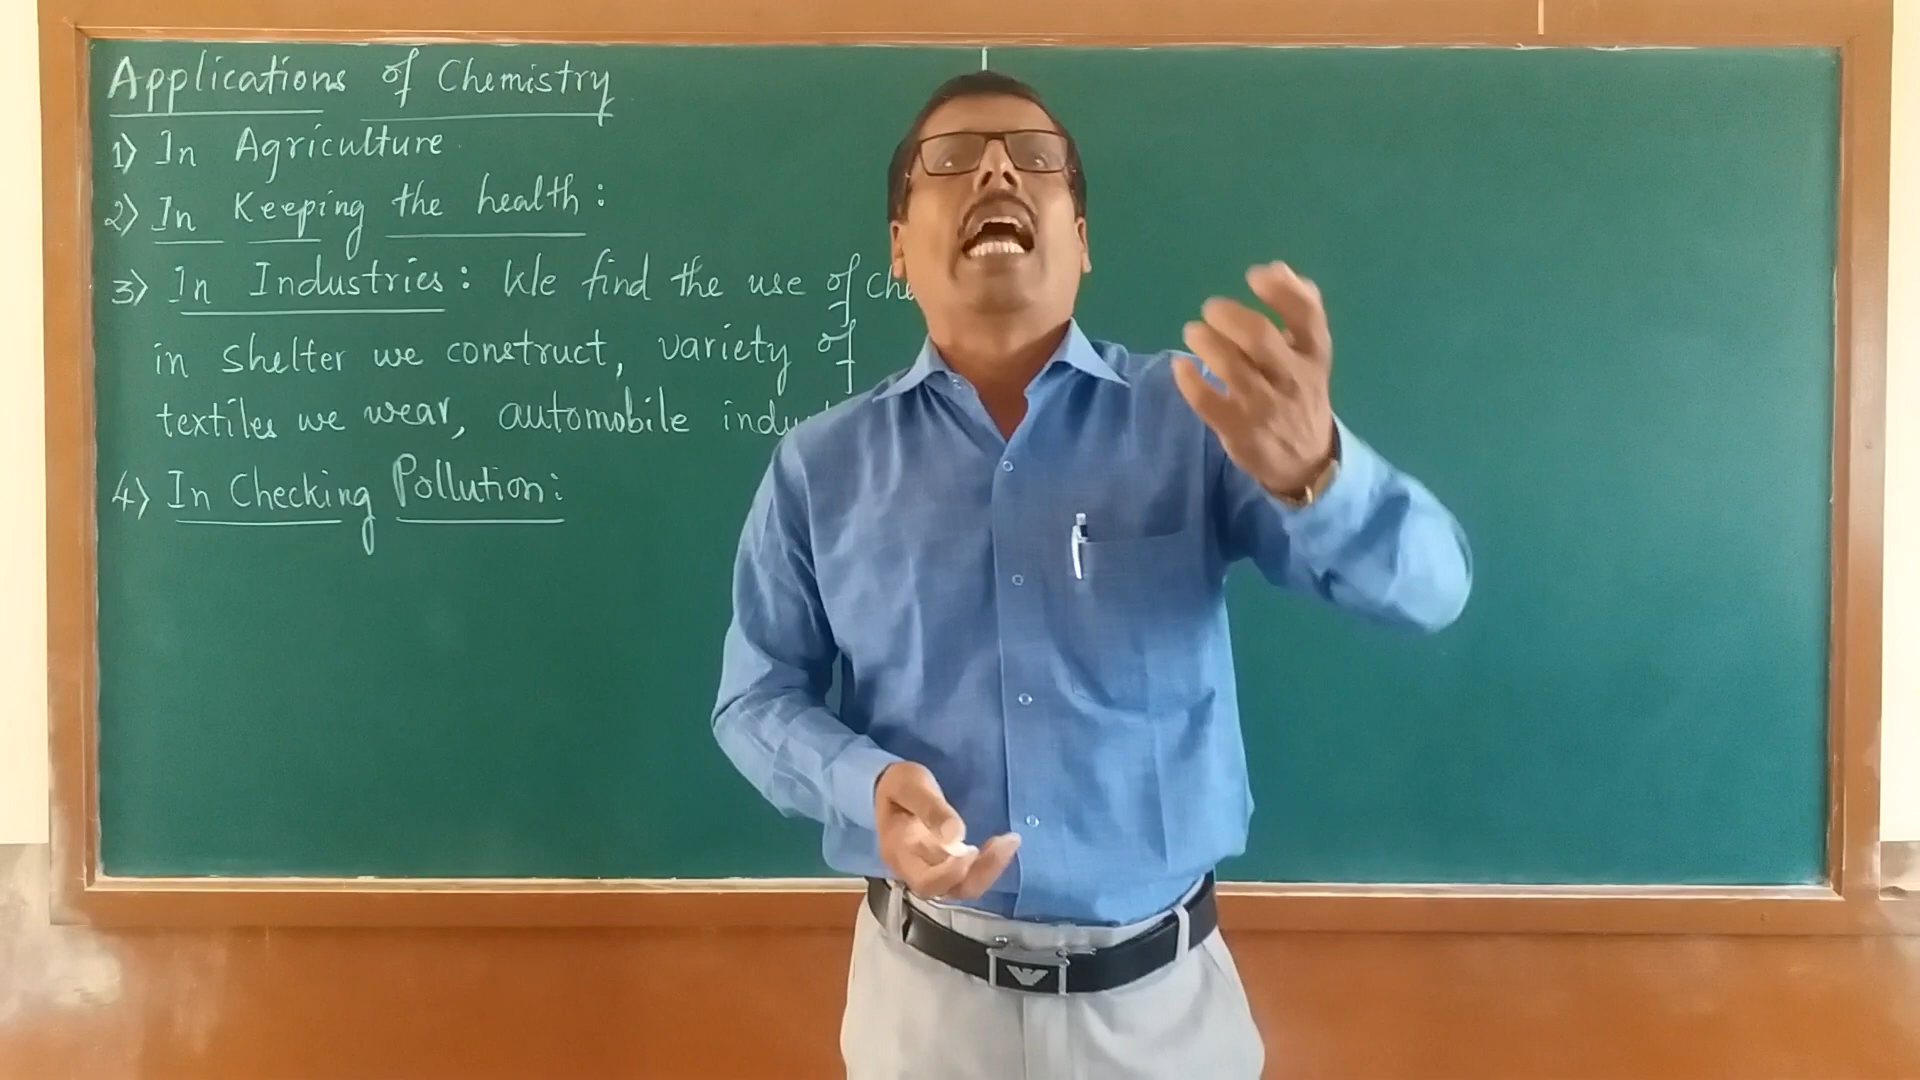 Applications of Chemistry
1) In Agriculture
2) In Keeping the health:
3) In Industries: We find the use of
in shelter we construct, variety of
textiles we wear, automobile
4) In Checking Pollution: